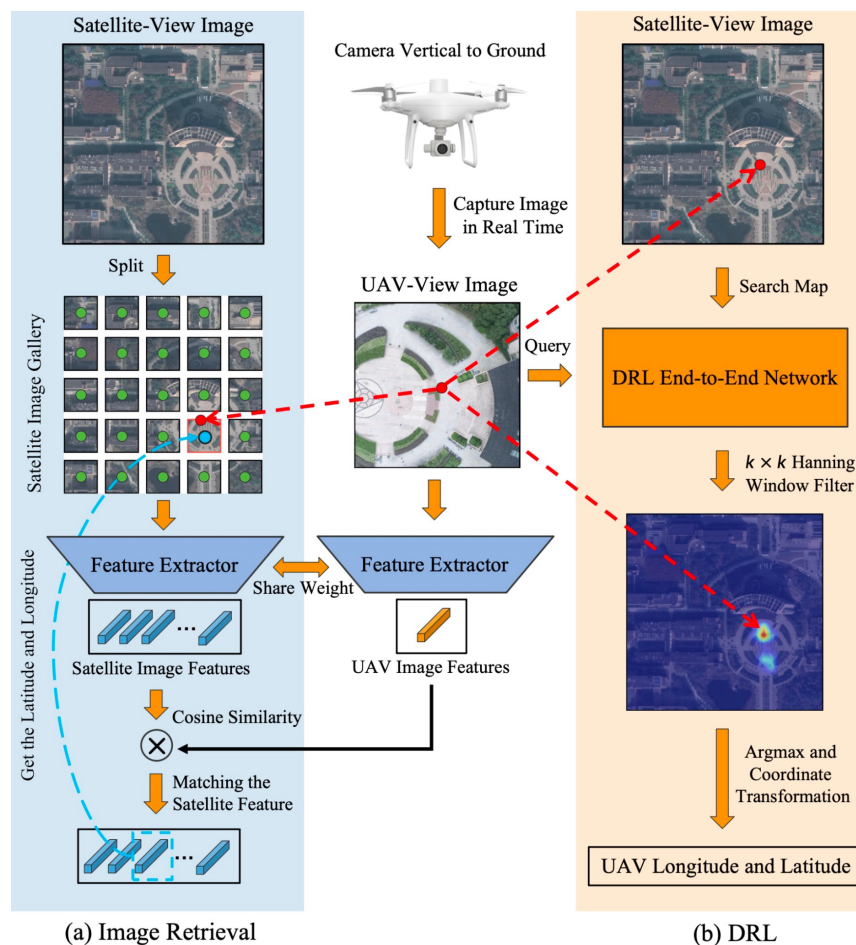 Satellite-View Image
Split
Satellite Image Gallery
Get the Latitude and Longitude
Feature Extractor
Satellite Image Features
Cosine Similarity
Matching the
Satellite Feature
(a) Image Retrieval
Camera Vertical to Ground
Capture Image
in Real Time
UAV-View Image
Query
Share Weight
Feature Extractor
UAV Image Features
Satellite-View Image
Search Map
DRL End-to-End Network
k × k Hanning
Window Filter
Argmax and
Coordinate
Transformation
UAV Longitude and Latitude
(b) DRL